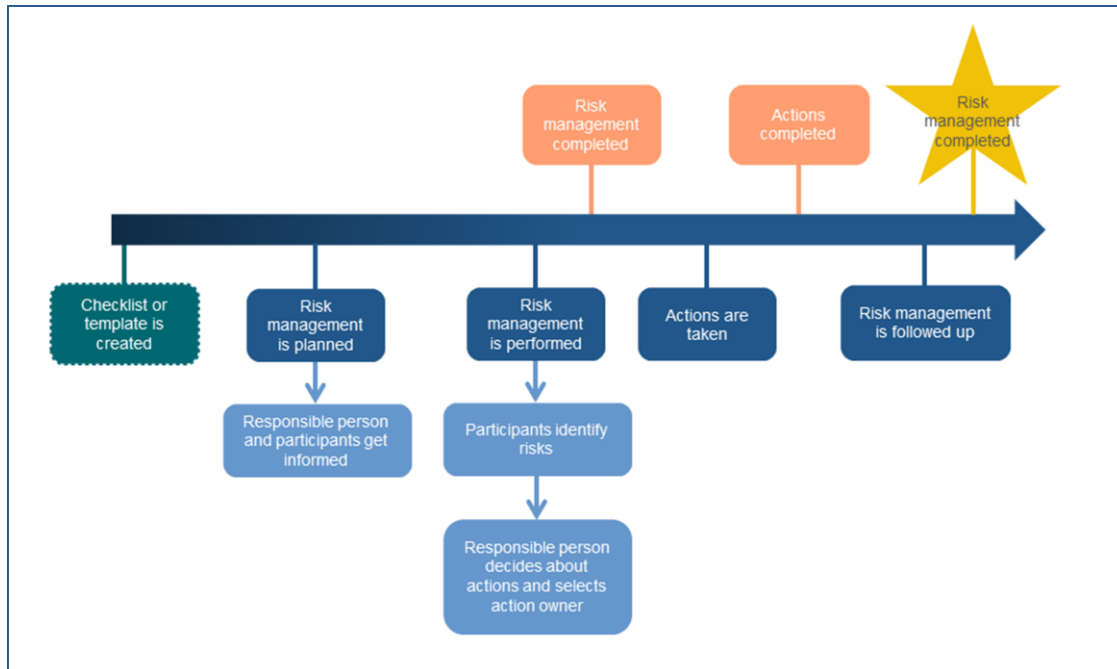 Risk
management
completed
Actions
completed
Risk
management
completed
Checklist or
template is
created
Risk
management
is planned
Risk
management
is performed
Actions are
taken
Risk management
is followed up
Responsible person
and participants get
informed
Participants identify
risks
Responsible person
decides about
actions and selects
action owner